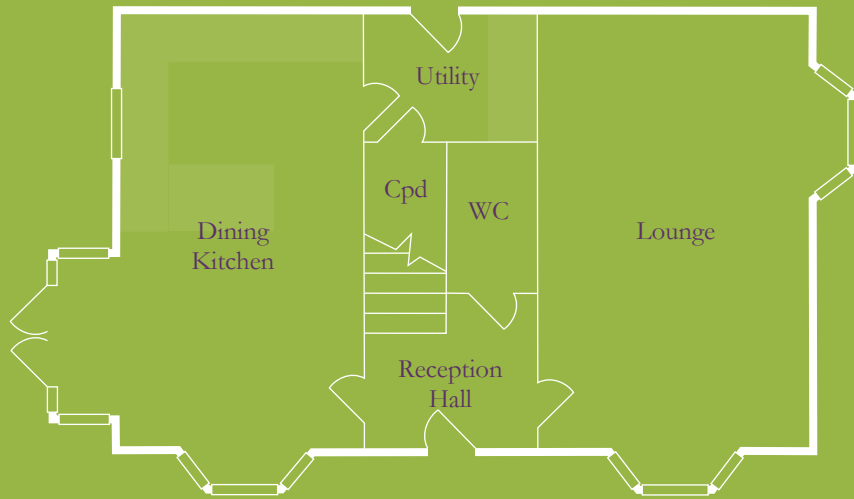 Utility
Cpd
WC
Dining
Kitchen
Lounge
Reception
Hall